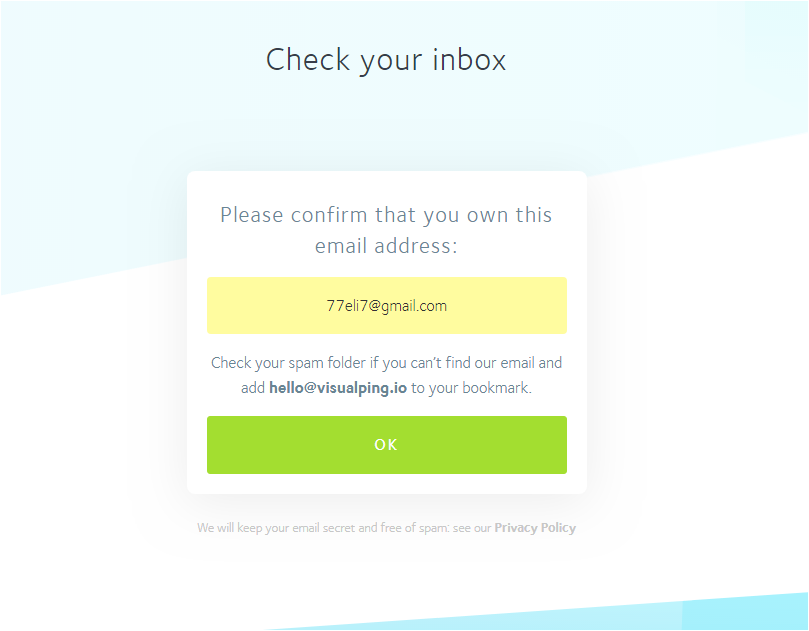 Check your inbox
Please confirm that you own this
email address:
77eli7@gmail.com
Check your spam folder if you can't find our email and
add hello@visualping.io to your bookmark.
OK
We will keep your email secret and free of spam: see our Privacy Policy